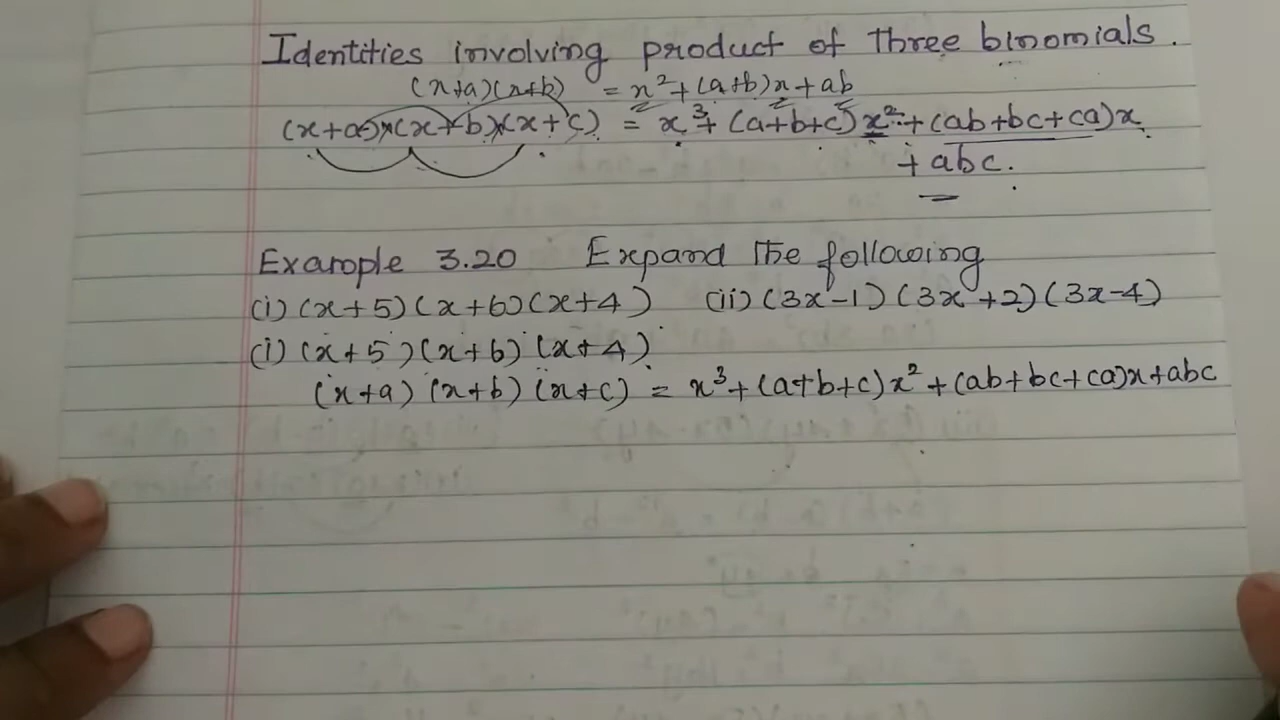 Identities involving product of three binomials.
(x+a)(x+b) = x²+(a+b)x+ab
(x+a)×(x+b)×(x+c) = x³+(a+b+c)x²+(ab+bc+ca)x
+abc.
Example 3.20 Expand the following
(i) (x+5)(x+6)(x+4) (ii) (3x-1)(3x+2)(3x-4)
(i) (x+5)(x+6)(x+4)
(x+a)(x+b)(x+c) = x³+(a+b+c)x²+(ab+bc+ca)x+abc